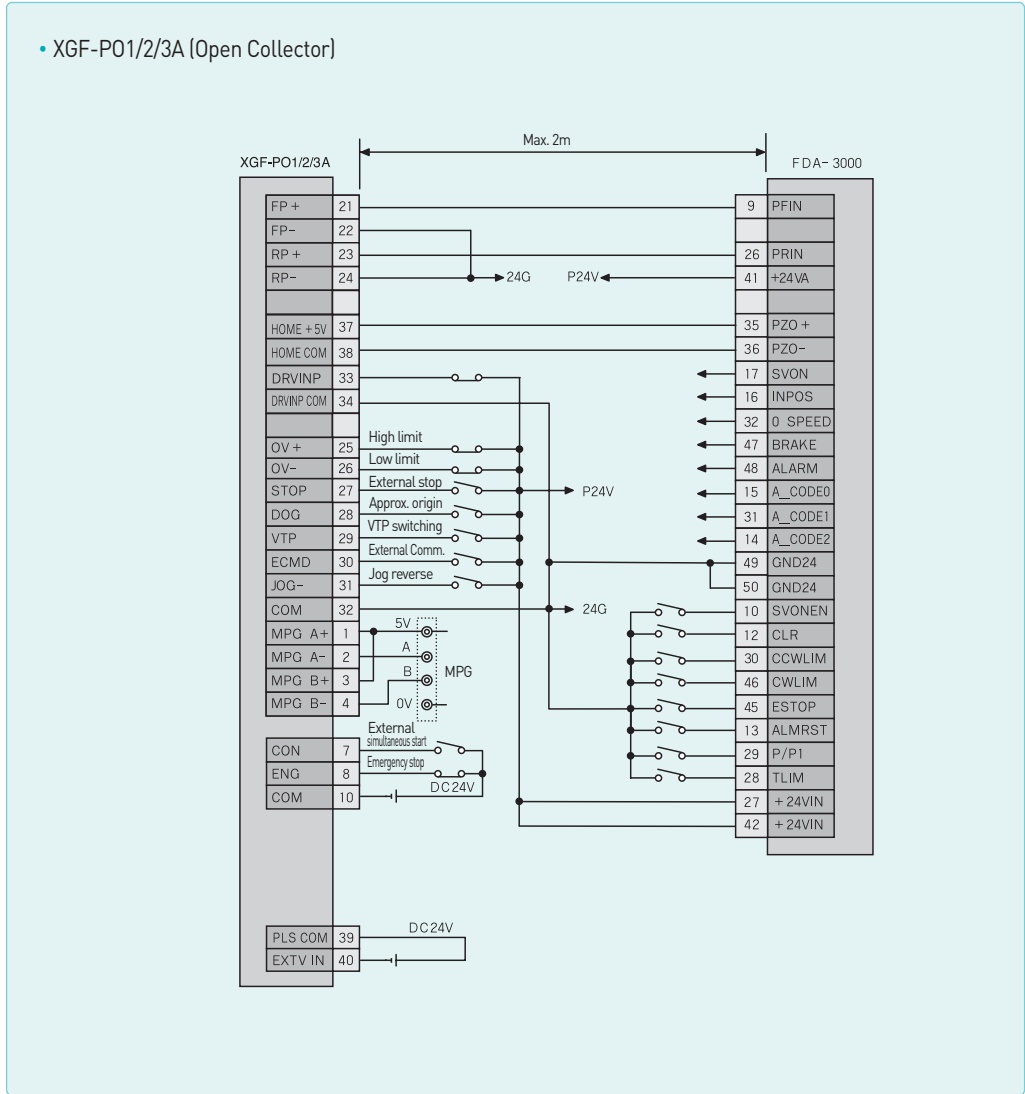 • XGF-PO1/2/3A (Open Collector)
Max. 2m
XGF-PO1/2/3A
FDA-3000
FP+ 21
FP- 22
RP+ 23
RP- 24
24G
P24V
HOME +5V 37
HOME COM 38
DRVINP 33
DRVINP COM 34
OV+ 25 High limit
OV- 26 Low limit
STOP 27 External stop
P24V
DOG 28 Approx. origin
VTP 29 VTP switching
ECMD 30 External Comm.
JOG- 31 Jog reverse
COM 32
24G
MPG A+ 1 5V
MPG A- 2 A
MPG B+ 3 B
MPG
MPG B- 4 0V
External
simultaneous start
CON 7
Emergency stop
ENG 8
DC24V
COM 10
DC24V
PLS COM 39
EXTV IN 40
9 PFIN
26 PRIN
41 +24VA
35 PZO+
36 PZO-
17 SVON
16 INPOS
32 0 SPEED
47 BRAKE
48 ALARM
15 A_CODE0
31 A_CODE1
14 A_CODE2
49 GND24
50 GND24
10 SVONEN
12 CLR
30 CCWLIM
46 CWLIM
45 ESTOP
13 ALMRST
29 P/P1
28 TLIM
27 +24VIN
42 +24VIN